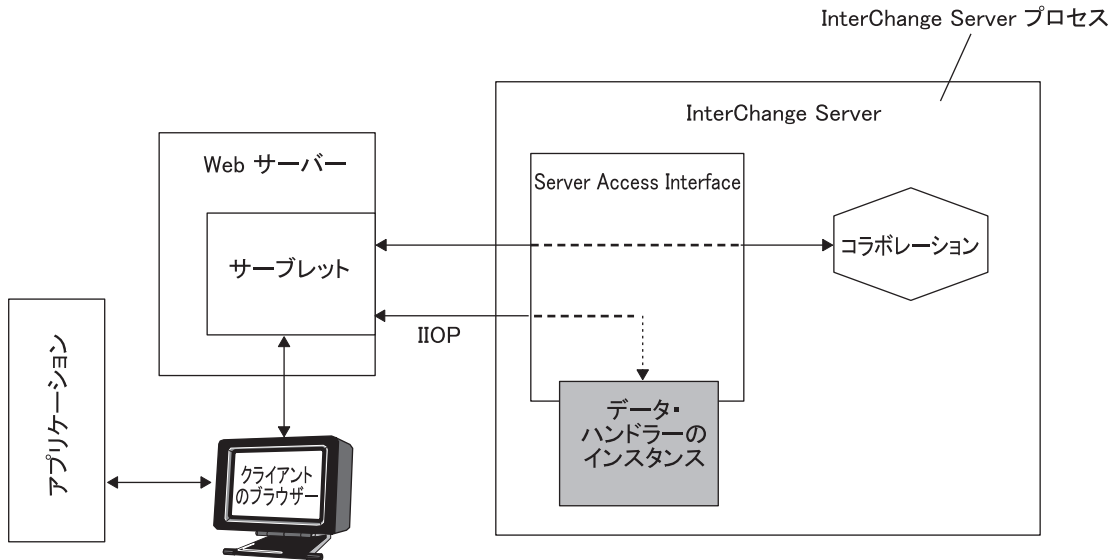 InterChange Server プロセス
InterChange Server
Web サーバー
Server Access Interface
サーブレット
コラボレーション
IIOP
アプリケーション
データ・
ハンドラーの
インスタンス
クライアント
のブラウザー